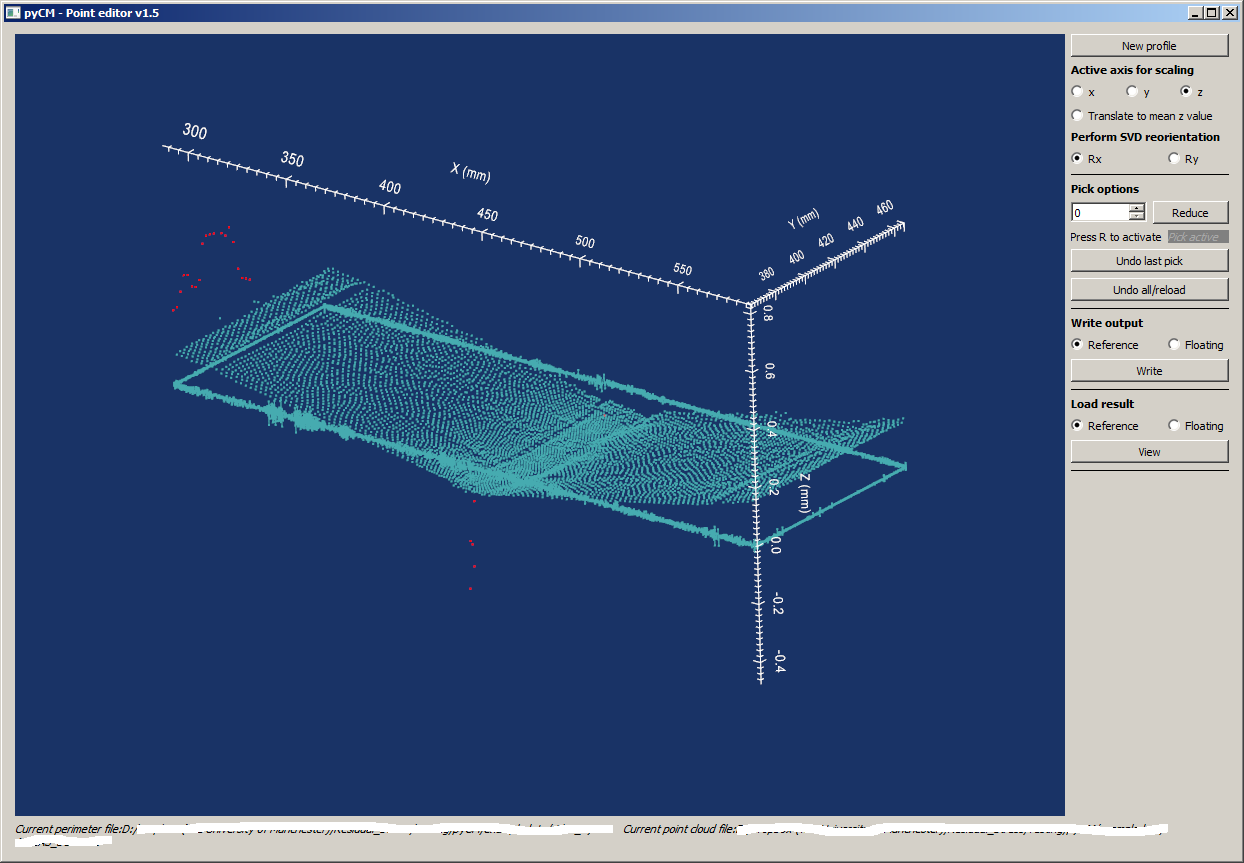 pyCM - Point editor v1.5
300
350
400
450
500
550
X (mm)
Y (mm)
380
400
420
440
460
0.8
0.6
0.4
0.2
0.0
-0.2
-0.4
Z (mm)
New profile
Active axis for scaling
x y z
Translate to mean z value
Perform SVD reorientation
Rx Ry
Pick options
0 Reduce
Press R to activate Pick active
Undo last pick
Undo all/reload
Write output
Reference Floating
Write
Load result
Reference Floating
View
Current perimeter file:D:/ University of Manchester)/
Current point cloud file: